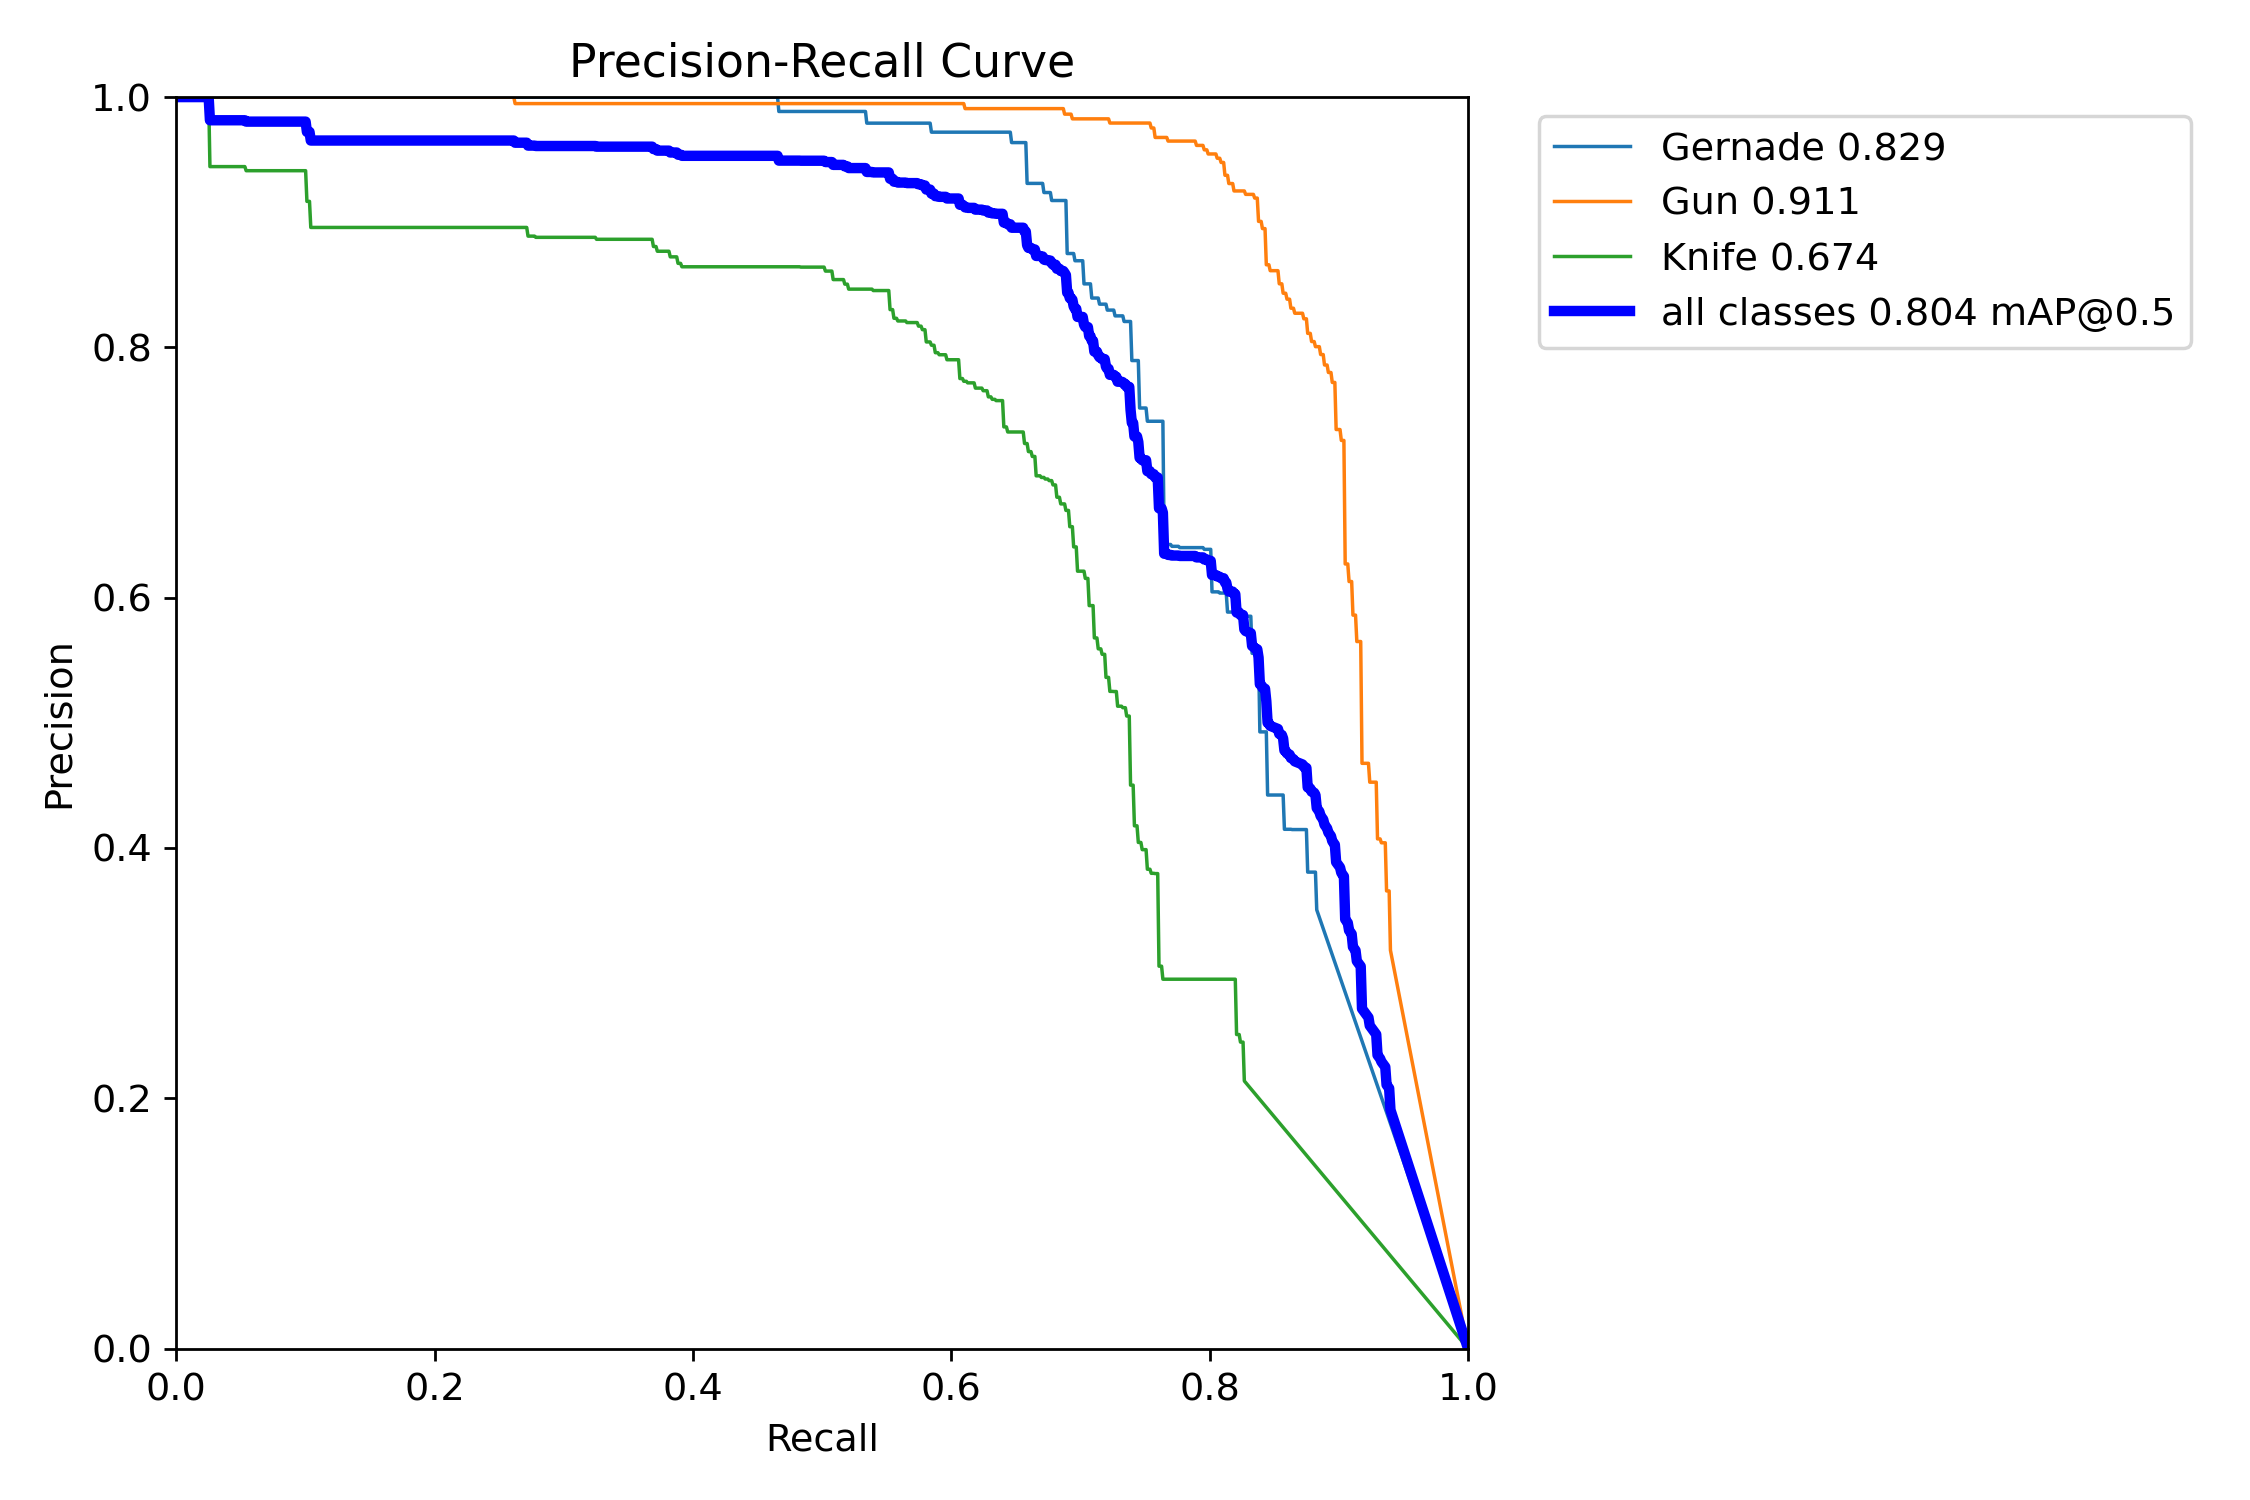 Precision-Recall Curve
1.0
0.8
0.6
0.4
0.2
0.0
Precision
0.0 0.2 0.4 0.6 0.8 1.0
Recall
Gernade 0.829
Gun 0.911
Knife 0.674
all classes 0.804 mAP@0.5